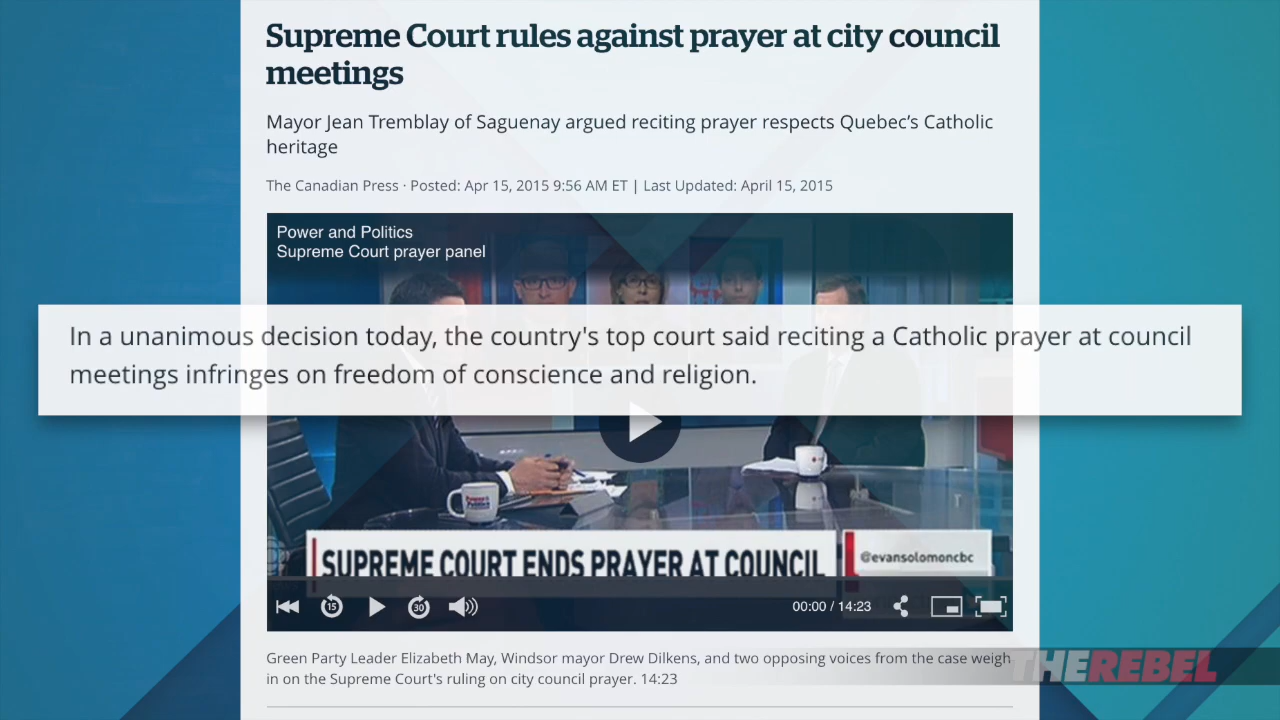 Supreme Court rules against prayer at city council
meetings
Mayor Jean Tremblay of Saguenay argued reciting prayer respects Quebec's Catholic
heritage
The Canadian Press · Posted: Apr 15, 2015 9:56 AM ET | Last Updated: April 15, 2015
Power and Politics
Supreme Court prayer panel
In a unanimous decision today, the country's top court said reciting a Catholic prayer at council
meetings infringes on freedom of conscience and religion.
Power & Politics
SUPREME COURT ENDS PRAYER AT COUNCIL
@evansolomoncbc
15
30
00:00 / 14:23
Green Party Leader Elizabeth May, Windsor mayor Drew Dilkens, and two opposing voices from the case weigh
in on the Supreme Court's ruling on city council prayer. 14:23
THEREBEL